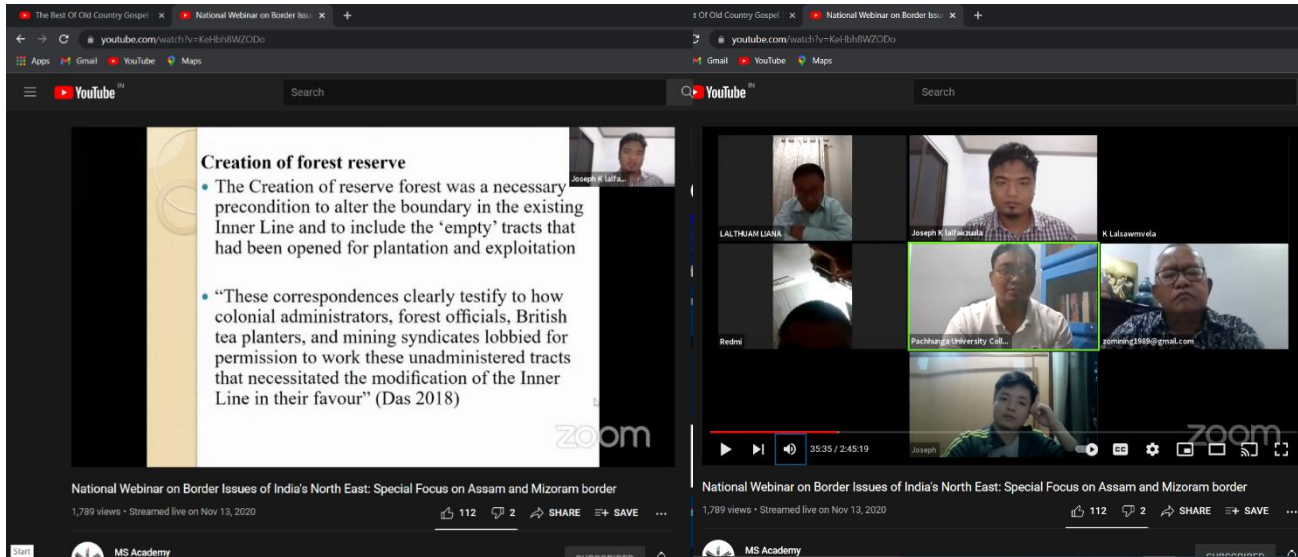 The Best Of Old Country Gospel
National Webinar on Border Issu
youtube.com/watch?v=KeHbh8WZODo
Apps Gmail YouTube Maps
YouTube IN
Search
Creation of forest reserve
• The Creation of reserve forest was a necessary
precondition to alter the boundary in the existing
Inner Line and to include the ‘empty’ tracts that
had been opened for plantation and exploitation
• “These correspondences clearly testify to how
colonial administrators, forest officials, British
tea planters, and mining syndicates lobbied for
permission to work these unadministered tracts
that necessitated the modification of the Inner
Line in their favour” (Das 2018)
Joseph K lalfa...
zoom
National Webinar on Border Issues of India's North East: Special Focus on Assam and Mizoram border
1,789 views • Streamed live on Nov 13, 2020
112 2 SHARE SAVE ...
MS Academy
SUBSCRIBED
Start
t Of Old Country Gospel
National Webinar on Border Issu
youtube.com/watch?v=KeHbh8WZODo
Gmail YouTube Maps
YouTube IN
Search
LALTHUAM LIANA
Joseph K lalfakzuala
K Lalsawmvela
Redmi
Pachhunga University Coll...
zomining1989@gmail.com
Joseph
zoom
35:35 / 2:45:19
CC
National Webinar on Border Issues of India's North East: Special Focus on Assam and Mizoram border
1,789 views • Streamed live on Nov 13, 2020
112 2 SHARE SAVE ...
MS Academy
SUBSCRIBED